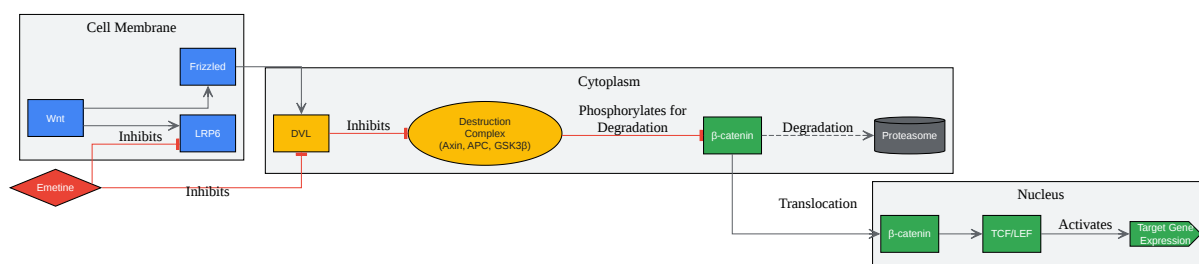 Cell Membrane
Frizzled
Wnt
LRP6
Inhibits
Emetine
Inhibits
Cytoplasm
DVL
Inhibits
Destruction
Complex
(Axin, APC, GSK3β)
Phosphorylates for
Degradation
β-catenin
Degradation
Proteasome
Translocation
Nucleus
β-catenin
TCF/LEF
Activates
Target Gene
Expression